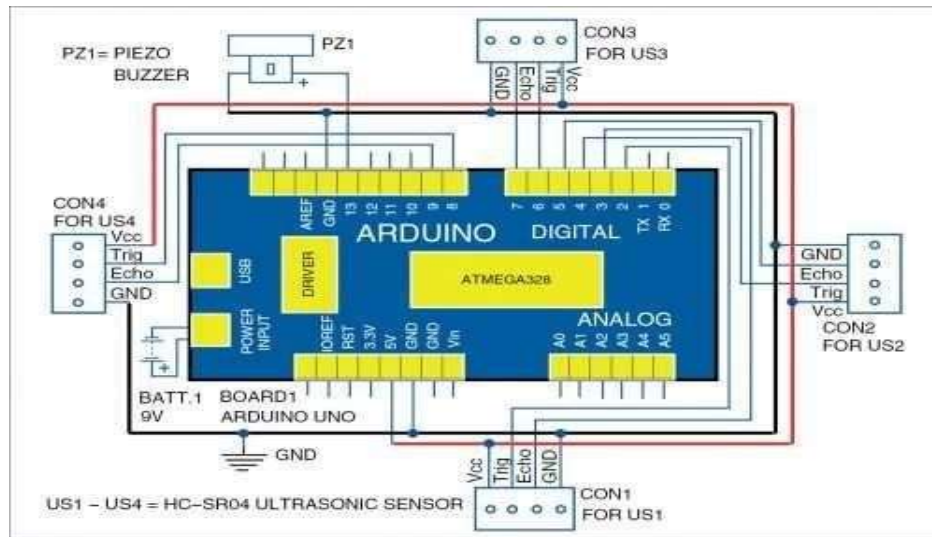 PZ1= PIEZO
BUZZER
PZ1
+
CON3
FOR US3
GND
Echo
Trig
Vcc
CON4
FOR US4
Vcc
Trig
Echo
GND
AREF
GND
13
12
11
10
9
8
7
6
5
4
3
2
TX 1
RX 0
ARDUINO
DIGITAL
USB
DRIVER
ATMEGA328
POWER
INPUT
IOREF
RST
3.3V
5V
GND
GND
Vin
ANALOG
A0
A1
A2
A3
A4
A5
GND
Echo
Trig
Vcc
CON2
FOR US2
+
BATT.1
9V
BOARD1
ARDUINO UNO
GND
Vcc
Trig
Echo
GND
CON1
FOR US1
US1 – US4 = HC–SR04 ULTRASONIC SENSOR